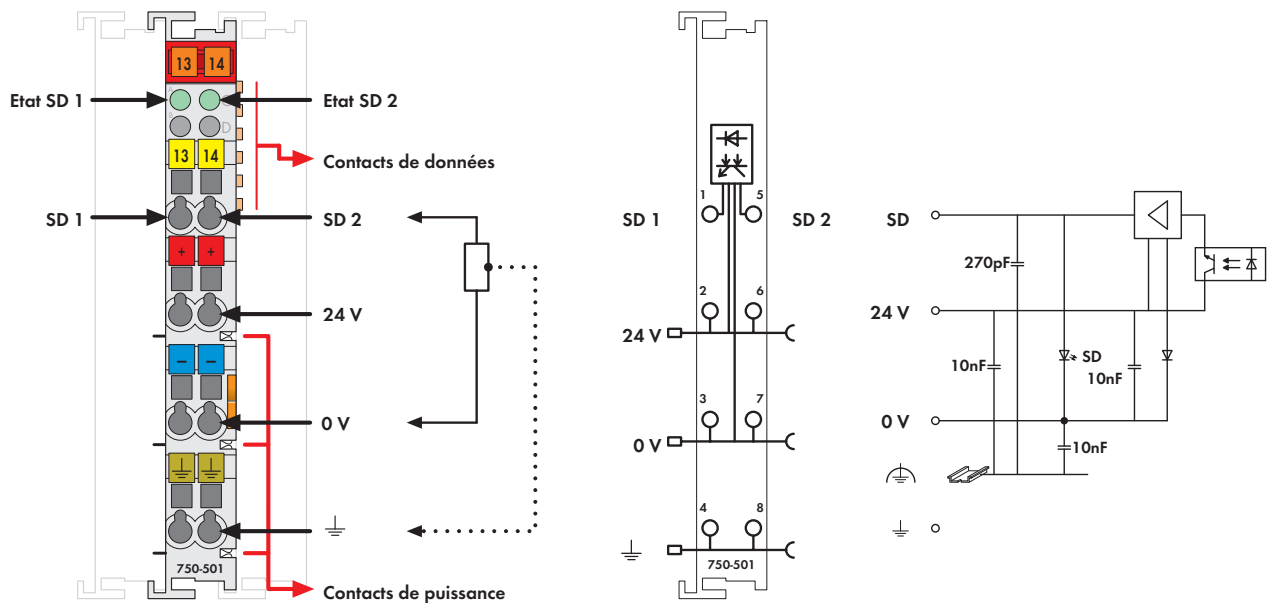 13 14
Etat SD 1
Etat SD 2
A
C
B
D
13 14
Contacts de données
SD 1
SD 2
+ +
24 V
– –
0 V
750-501
Contacts de puissance
1
5
SD 1
SD 2
2
6
24 V
3
7
0 V
4
8
750-501
SD
270pF
24 V
10nF
SD
10nF
0 V
10nF